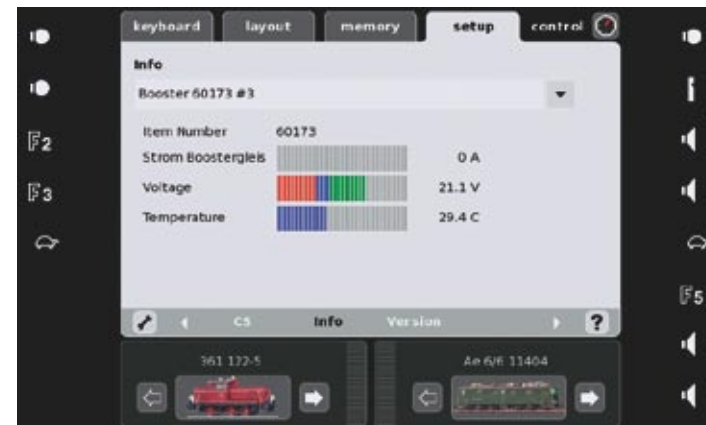 keyboard layout memory setup control
Info
Booster 60173 #3
Item Number 60173
Strom Boostergleis 0 A
Voltage 21.1 V
Temperature 29.4 C
F2
F3
F5
CS Info Version ?
361 122-5 Ae 6/6 11404